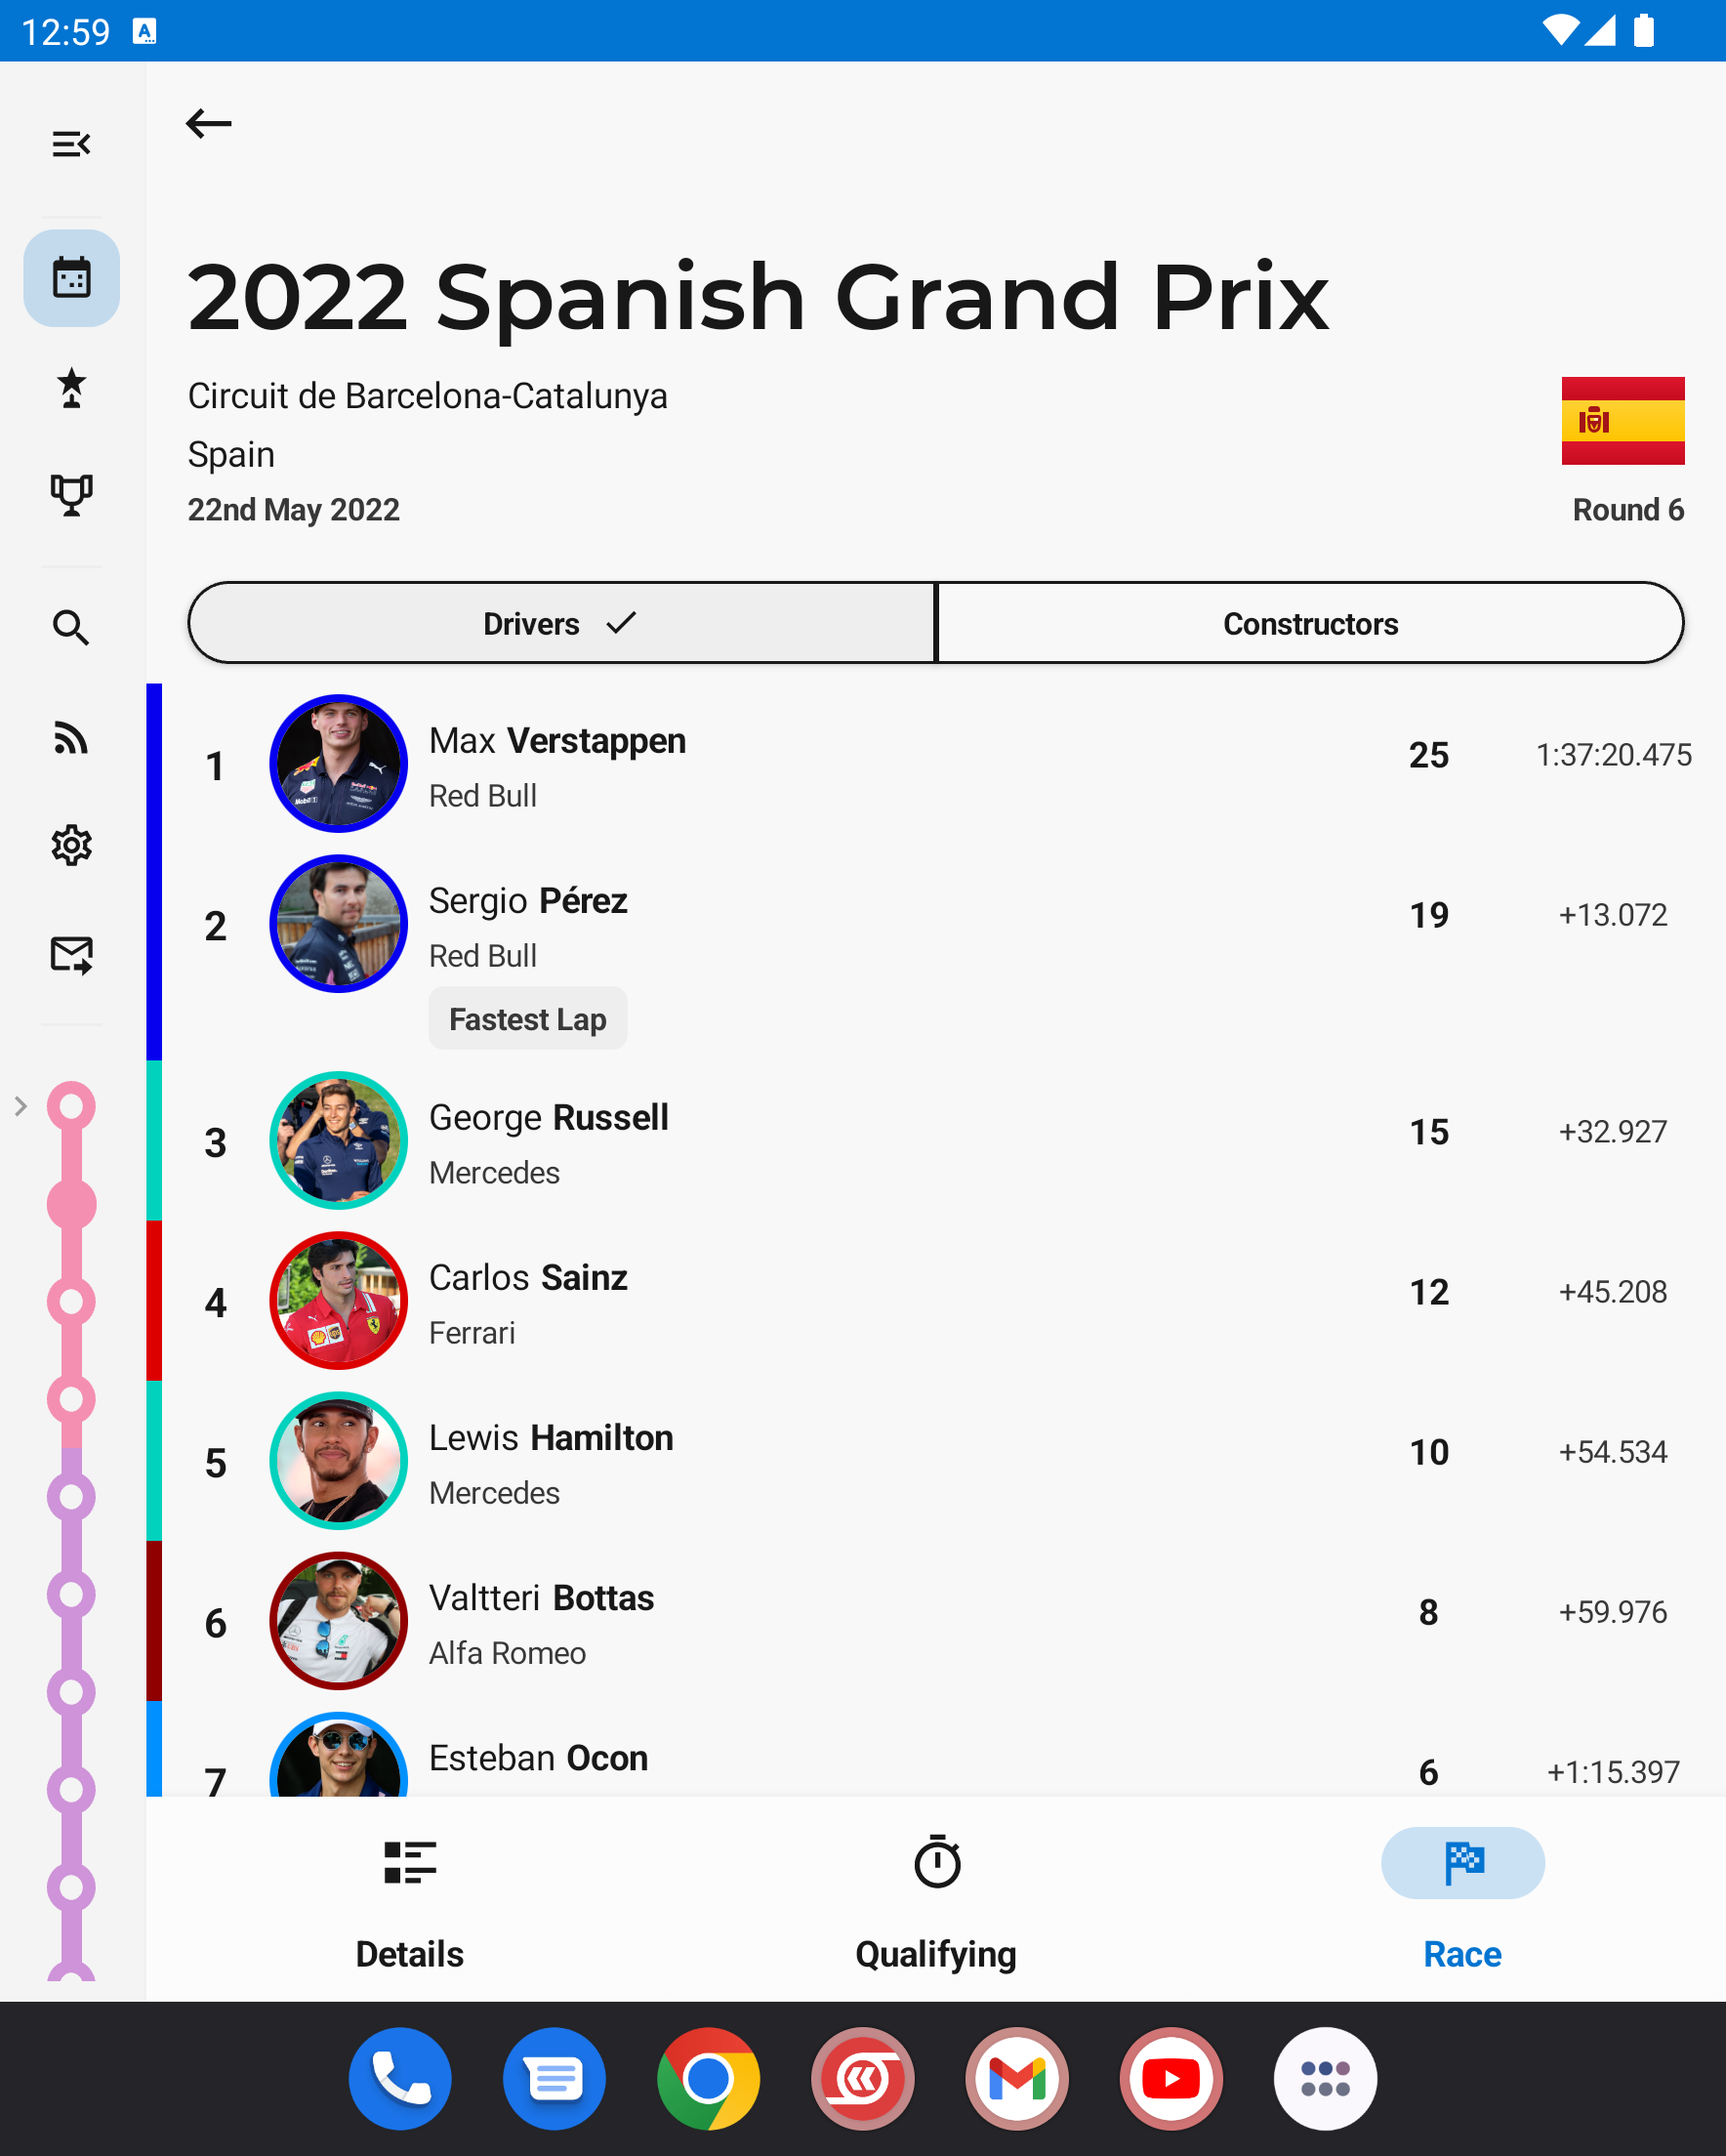 12:59
2022 Spanish Grand Prix
Circuit de Barcelona-Catalunya
Spain
22nd May 2022
Round 6
Drivers
Constructors
1
Max Verstappen
Red Bull
25
1:37:20.475
2
Sergio Pérez
Red Bull
Fastest Lap
19
+13.072
3
George Russell
Mercedes
15
+32.927
4
Carlos Sainz
Ferrari
12
+45.208
5
Lewis Hamilton
Mercedes
10
+54.534
6
Valtteri Bottas
Alfa Romeo
8
+59.976
7
Esteban Ocon
6
+1:15.397
Details
Qualifying
Race